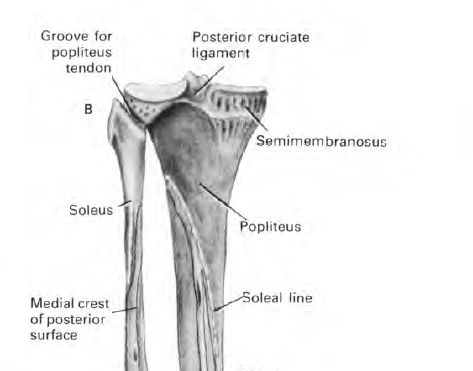 Groove for
popliteus
tendon
Posterior cruciate
ligament
B
Semimembranosus
Soleus
Popliteus
Medial crest
of posterior
surface
Soleal line